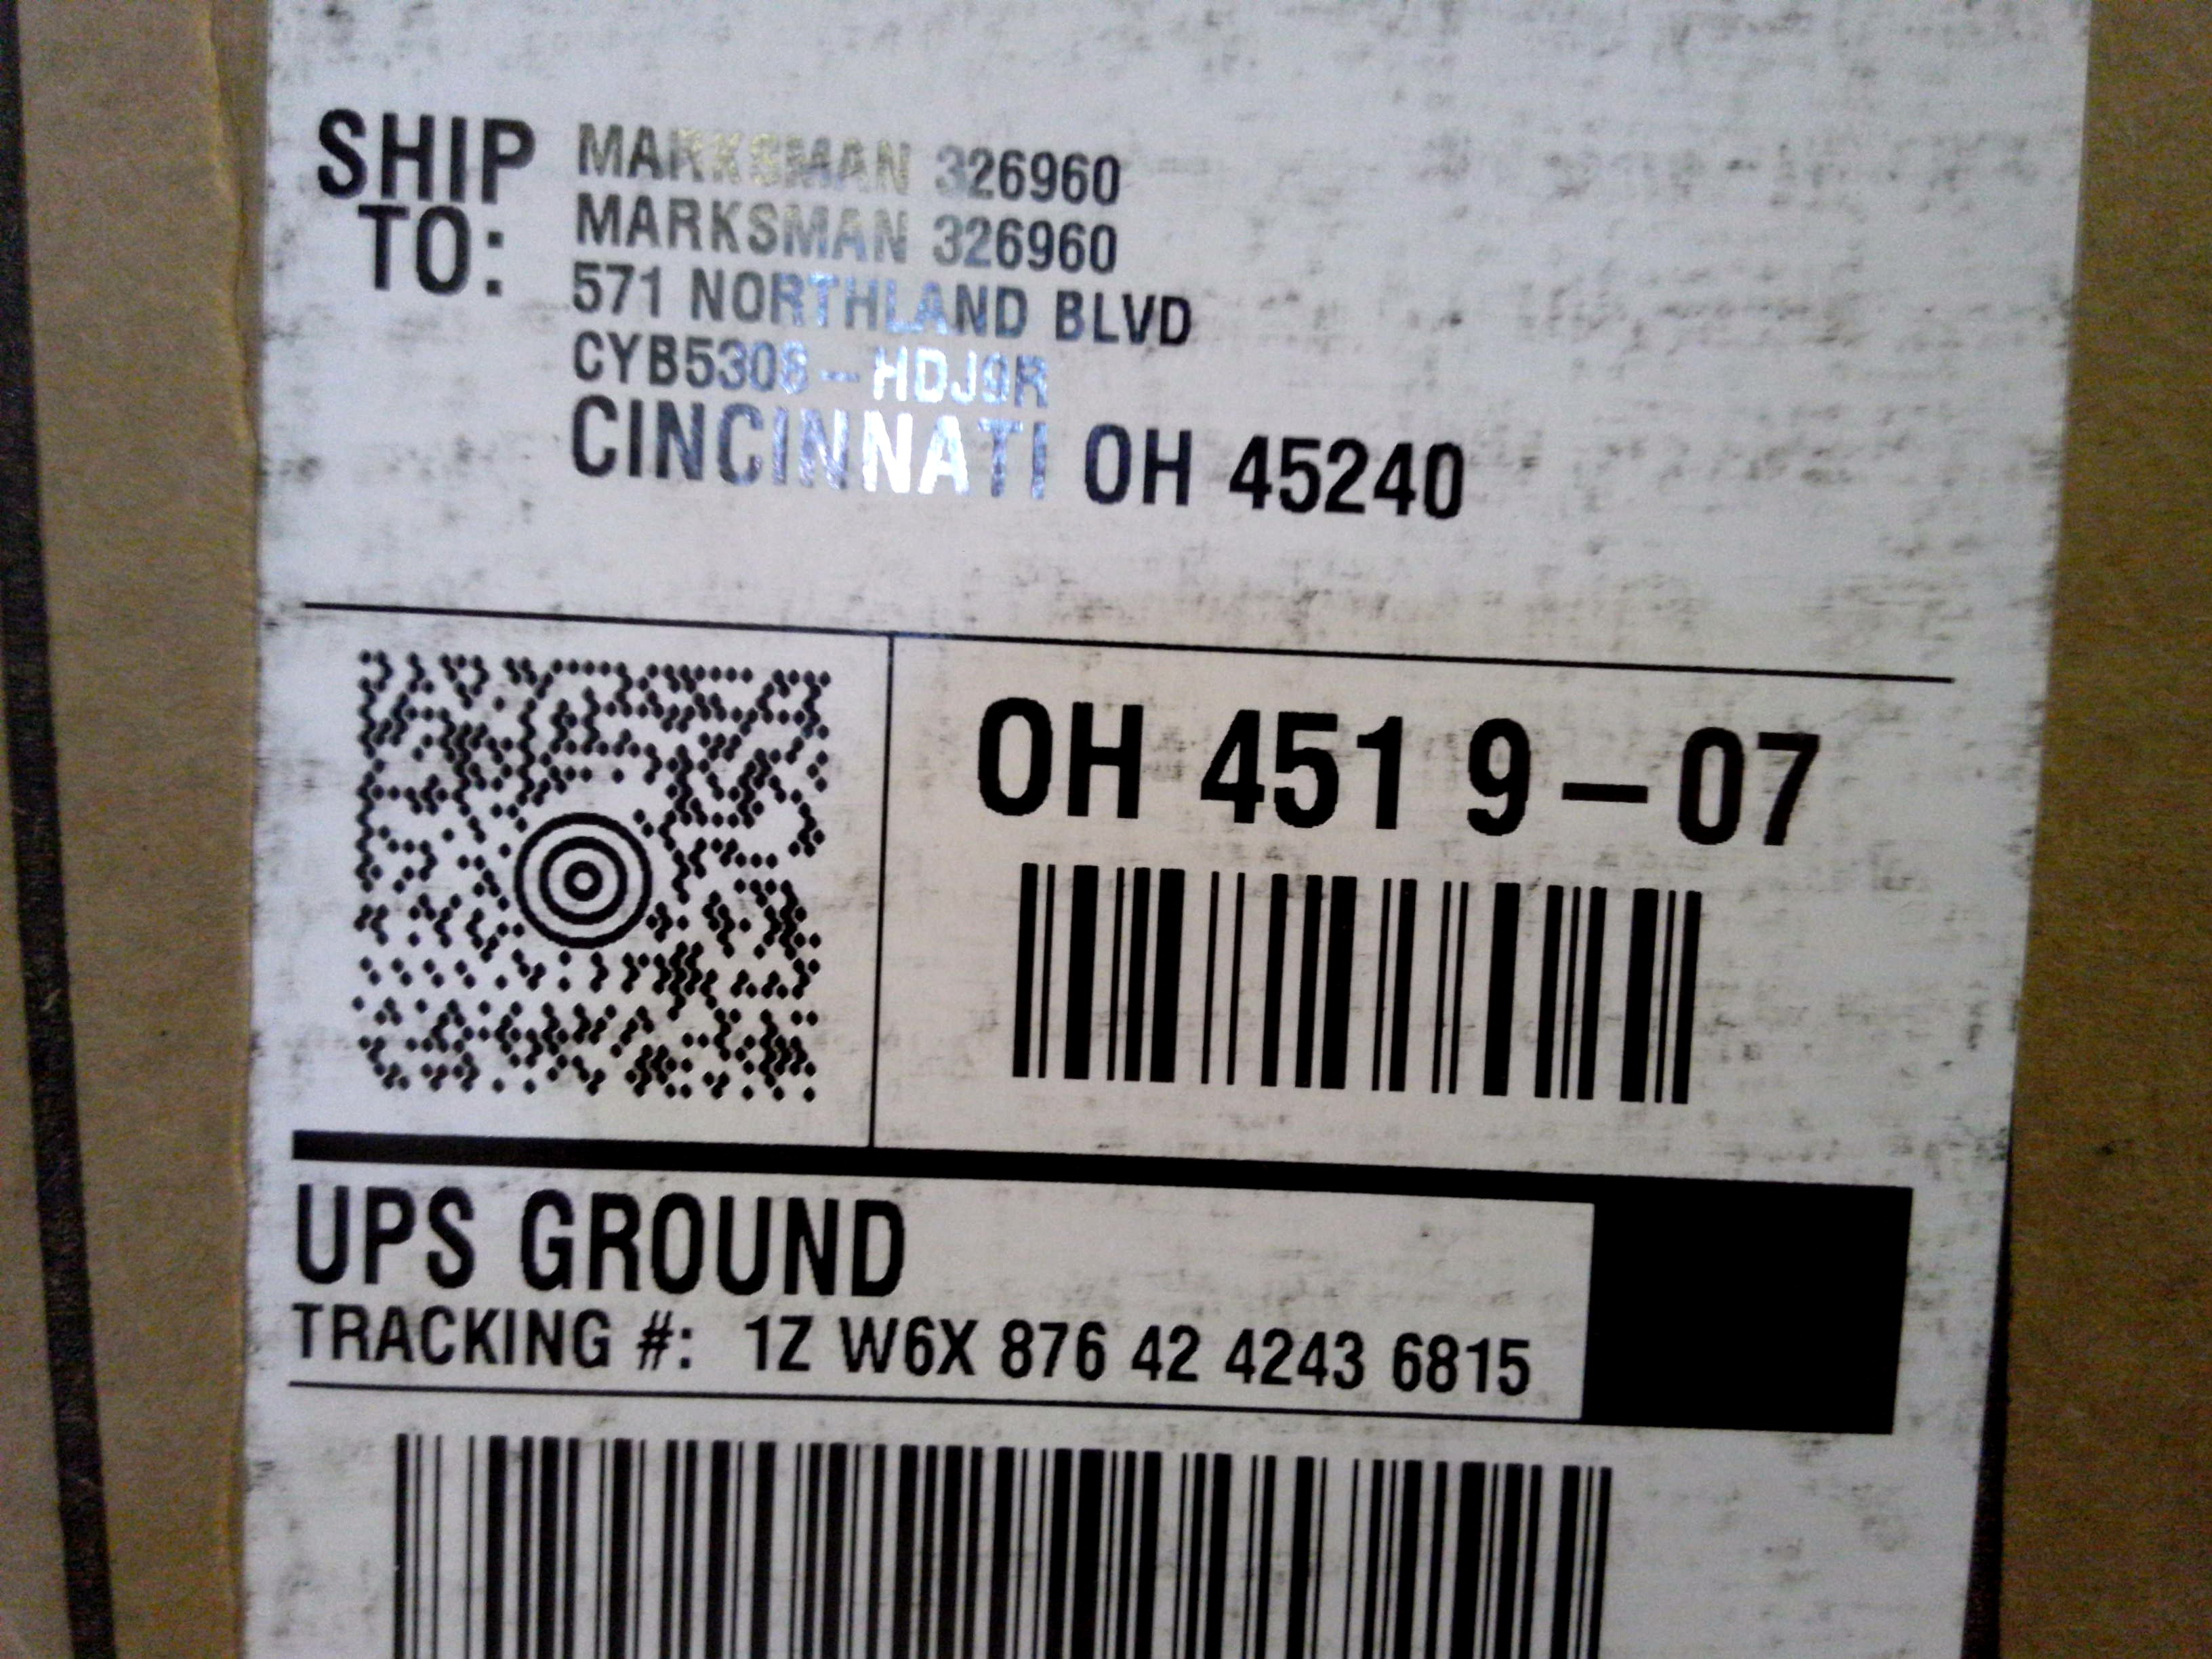 SHIP TO:
MARKSMAN 326960
MARKSMAN 326960
571 NORTHLAND BLVD
CYB5308-HDJ9R
CINCINNATI OH 45240
OH 451 9-07
UPS GROUND
TRACKING #: 1Z W6X 876 42 4243 6815